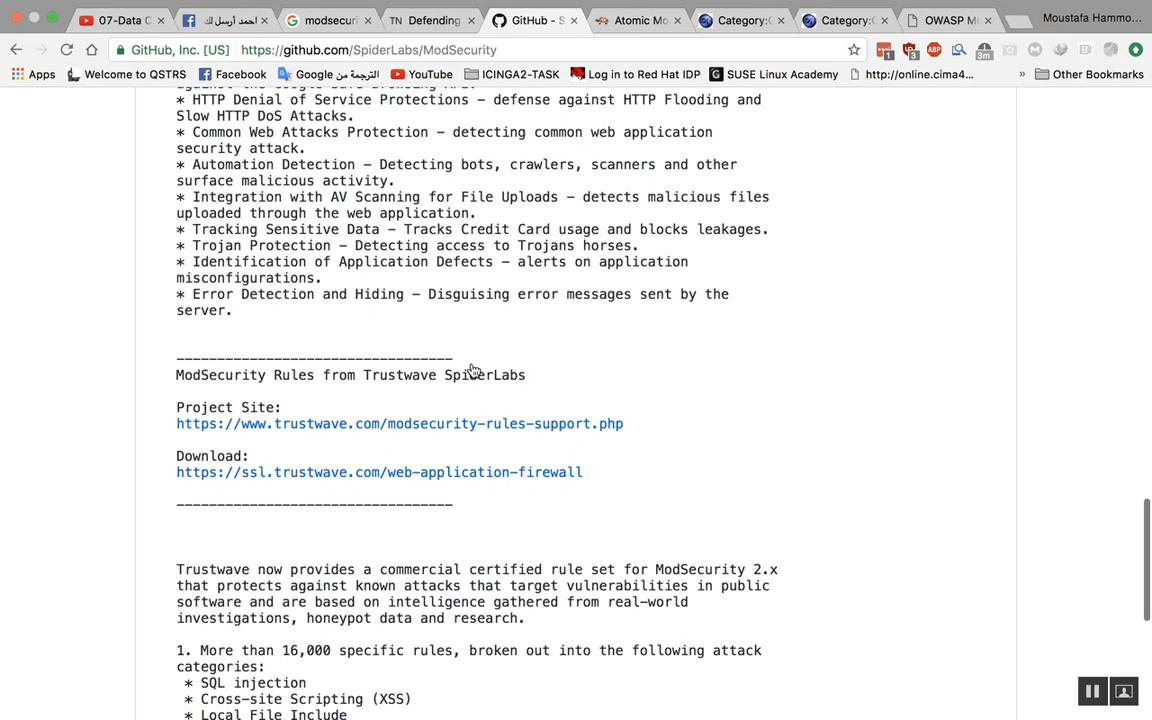 07-Data C
احمد أرسل لك
modsecuri
TN Defending
GitHub - S
Atomic Mo
Category:C
Category:C
OWASP M
Moustafa Hammo...
GitHub, Inc. [US] https://github.com/SpiderLabs/ModSecurity
Apps Welcome to QSTRS Facebook Google الترجمة من YouTube ICINGA2-TASK Log in to Red Hat IDP SUSE Linux Academy http://online.cima4... » Other Bookmarks
* HTTP Denial of Service Protections – defense against HTTP Flooding and
Slow HTTP DoS Attacks.
* Common Web Attacks Protection – detecting common web application
security attack.
* Automation Detection – Detecting bots, crawlers, scanners and other
surface malicious activity.
* Integration with AV Scanning for File Uploads – detects malicious files
uploaded through the web application.
* Tracking Sensitive Data – Tracks Credit Card usage and blocks leakages.
* Trojan Protection – Detecting access to Trojans horses.
* Identification of Application Defects – alerts on application
misconfigurations.
* Error Detection and Hiding – Disguising error messages sent by the
server.
----------------------------------
ModSecurity Rules from Trustwave SpiderLabs
Project Site:
https://www.trustwave.com/modsecurity-rules-support.php
Download:
https://ssl.trustwave.com/web-application-firewall
----------------------------------
Trustwave now provides a commercial certified rule set for ModSecurity 2.x
that protects against known attacks that target vulnerabilities in public
software and are based on intelligence gathered from real-world
investigations, honeypot data and research.
1. More than 16,000 specific rules, broken out into the following attack
categories:
* SQL injection
* Cross-site Scripting (XSS)
* Local File Include